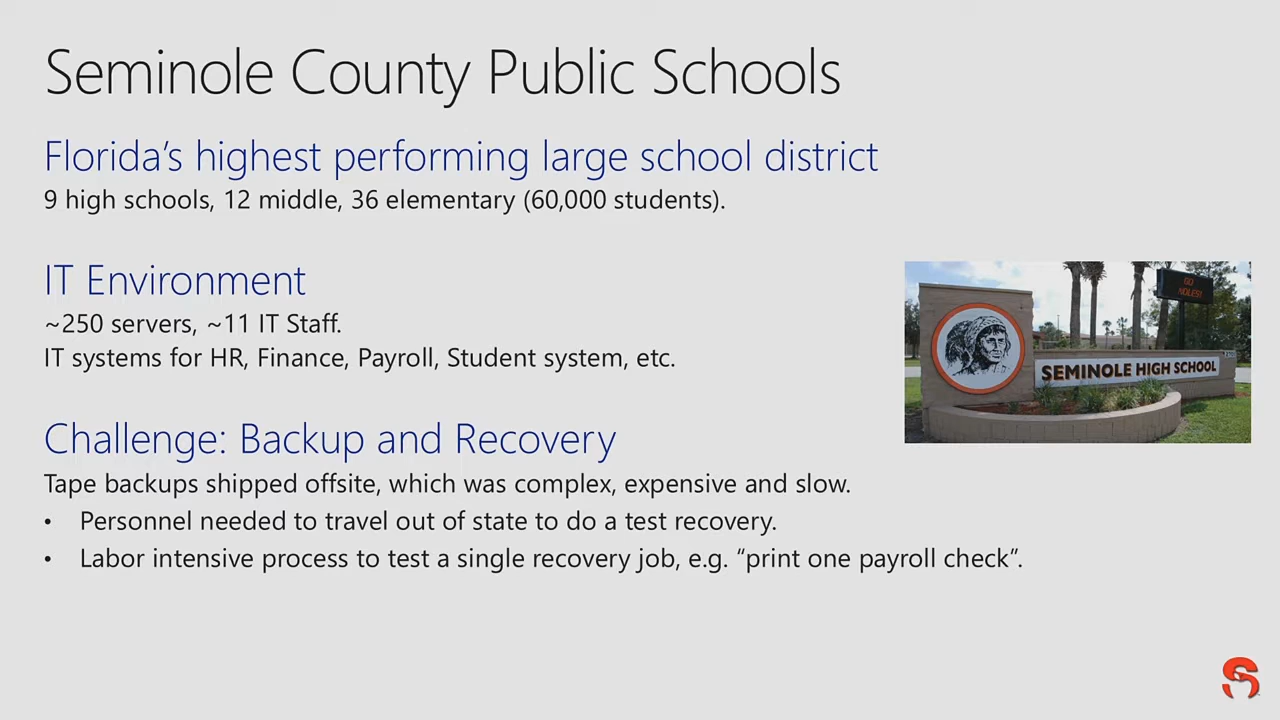 Seminole County Public Schools
Florida's highest performing large school district
9 high schools, 12 middle, 36 elementary (60,000 students).
IT Environment
~250 servers, ~11 IT Staff.
IT systems for HR, Finance, Payroll, Student system, etc.
GO
NOLES!
SEMINOLE HIGH SCHOOL
Challenge: Backup and Recovery
Tape backups shipped offsite, which was complex, expensive and slow.
• Personnel needed to travel out of state to do a test recovery.
• Labor intensive process to test a single recovery job, e.g. “print one payroll check”.